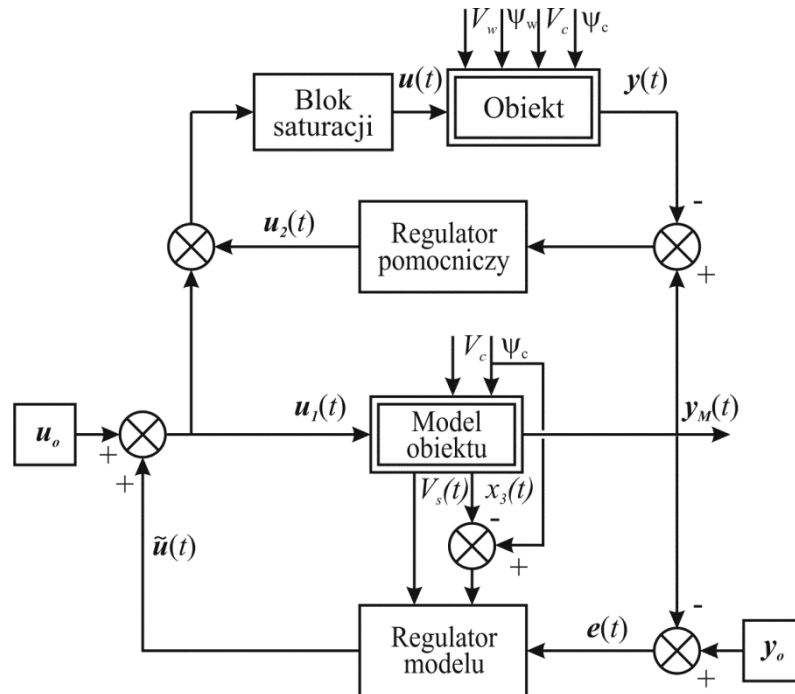 V_w ψ_w V_c ψ_c
u(t)
y(t)
Blok
saturacji
Obiekt
-
u_2(t)
Regulator
pomocniczy
+
V_c ψ_c
u_o
+
+
u_1(t)
Model
obiektu
y_M(t)
V_s(t) x_3(t)
-
+
ũ(t)
-
Regulator
modelu
e(t)
+
y_o